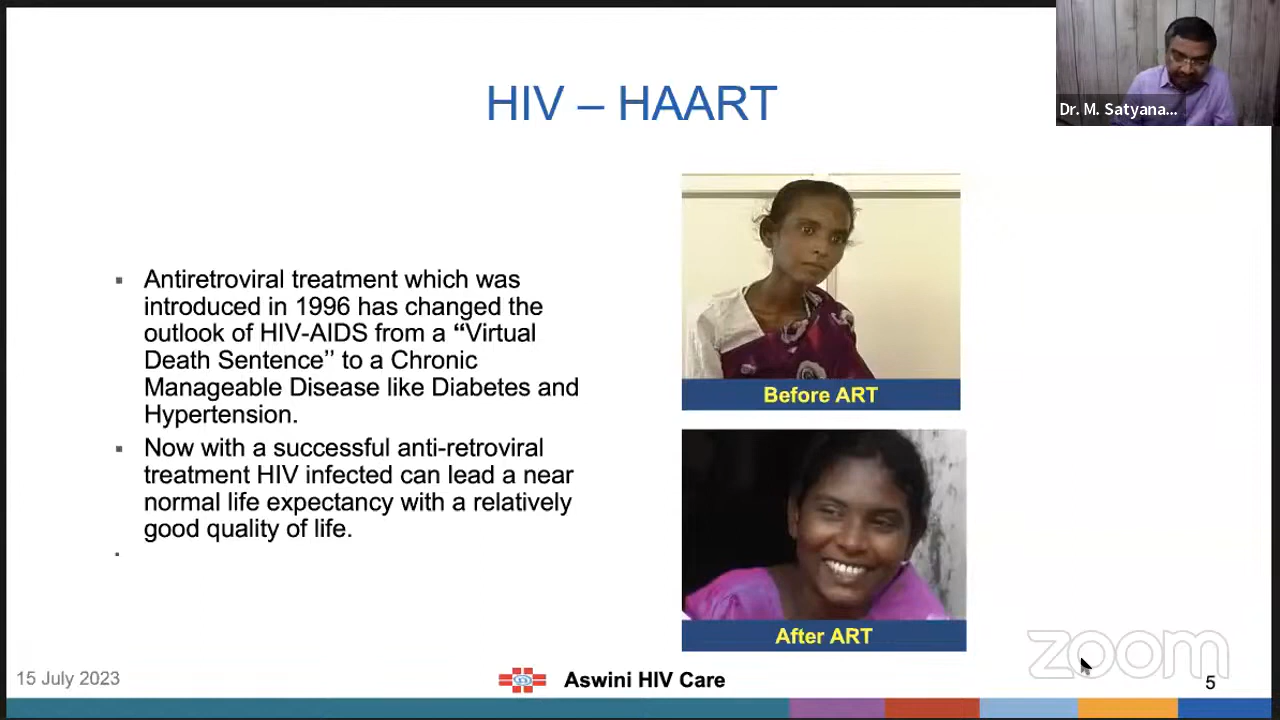 HIV – HAART
Dr. M. Satyana...
▪ Antiretroviral treatment which was
introduced in 1996 has changed the
outlook of HIV-AIDS from a “Virtual
Death Sentence’’ to a Chronic
Manageable Disease like Diabetes and
Hypertension.
▪ Now with a successful anti-retroviral
treatment HIV infected can lead a near
normal life expectancy with a relatively
good quality of life.
Before ART
After ART
zoom
15 July 2023
Aswini HIV Care
5